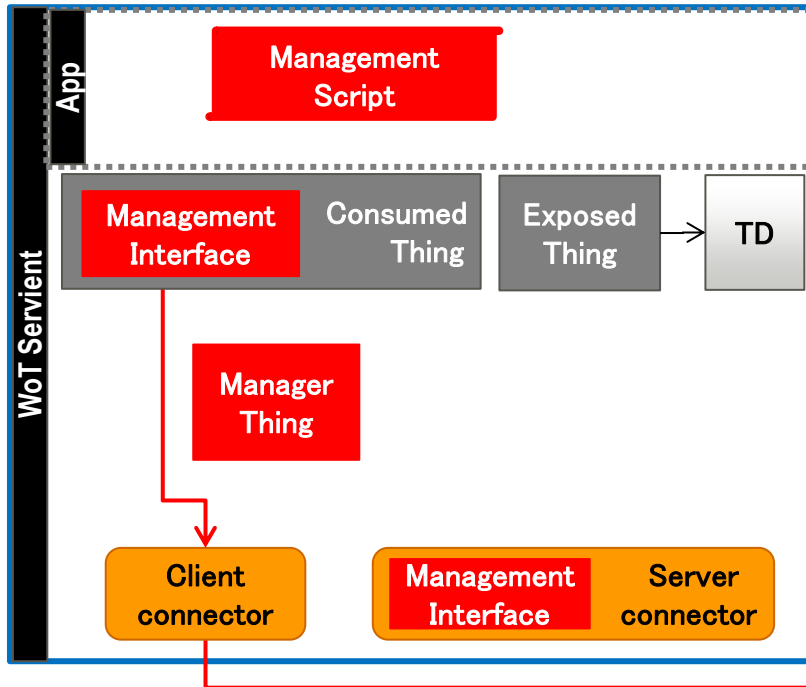 WoT Servient
App
Management
Script
Management
Interface
Consumed
Thing
Exposed
Thing
TD
Manager
Thing
Client
connector
Management
Interface
Server
connector